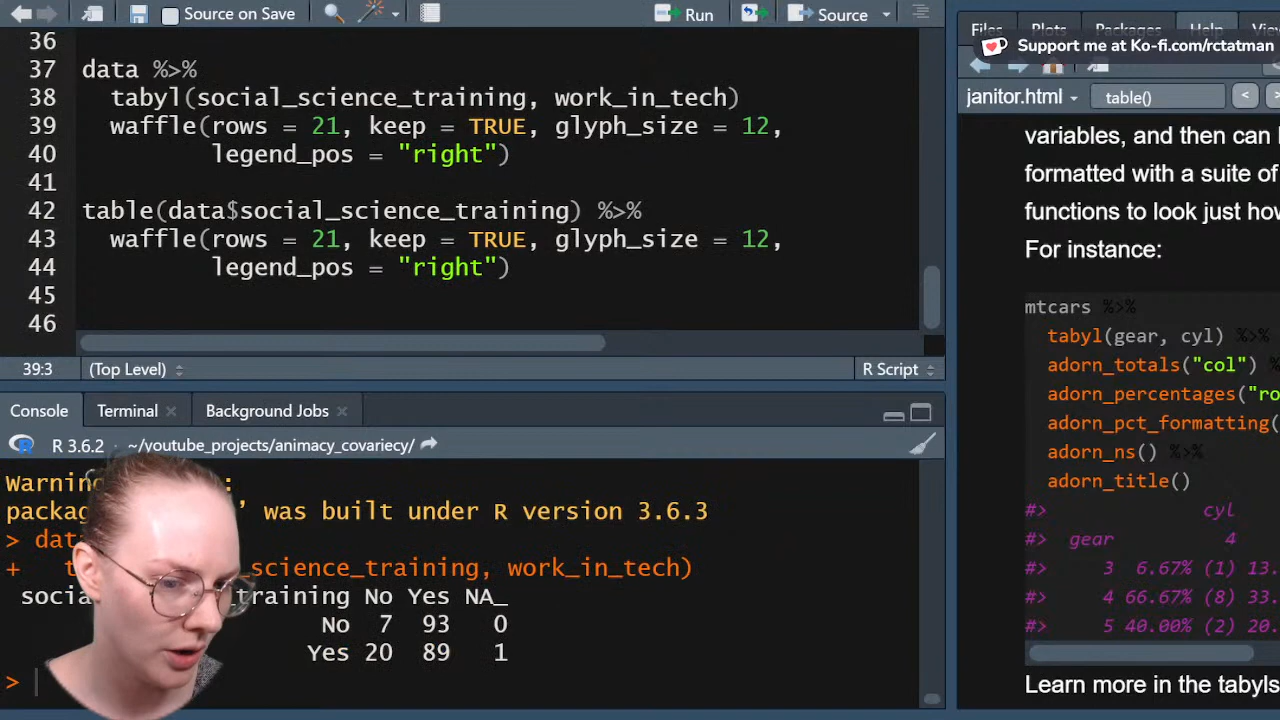 Source on Save
Run
Source
36
37 data %>%
38 tabyl(social_science_training, work_in_tech)
39 waffle(rows = 21, keep = TRUE, glyph_size = 12,
40 legend_pos = "right")
41
42 table(data$social_science_training) %>%
43 waffle(rows = 21, keep = TRUE, glyph_size = 12,
44 legend_pos = "right")
45
46
39:3 (Top Level) R Script
Console Terminal Background Jobs
R 3.6.2 · ~/youtube_projects/animacy_covariecy/
’ was built under R version 3.6.3
>
+ science_training, work_in_tech)
training No Yes NA_
No 7 93 0
Yes 20 89 1
>
Files Plots Packages Help
Support me at Ko-fi.com/rctatman
janitor.html table()
variables, and then can
formatted with a suite of
functions to look just
For instance:
mtcars %>%
tabyl(gear, cyl) %>%
adorn_totals("col")
adorn_percentages(
adorn_pct_formatting(
adorn_ns() %>%
adorn_title()
#> cyl
#> gear 4
#> 3 6.67% (1)
#> 4 66.67% (8)
#> 5 40.00% (2)
Learn more in the tabyls